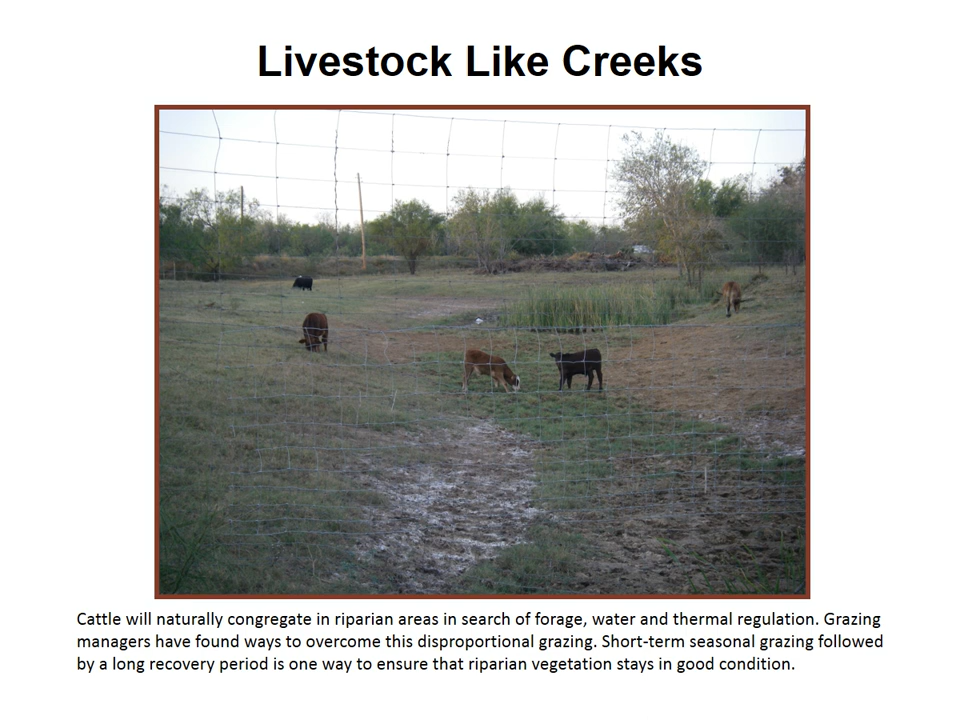 Livestock Like Creeks
Cattle will naturally congregate in riparian areas in search of forage, water and thermal regulation. Grazing
managers have found ways to overcome this disproportional grazing. Short-term seasonal grazing followed
by a long recovery period is one way to ensure that riparian vegetation stays in good condition.